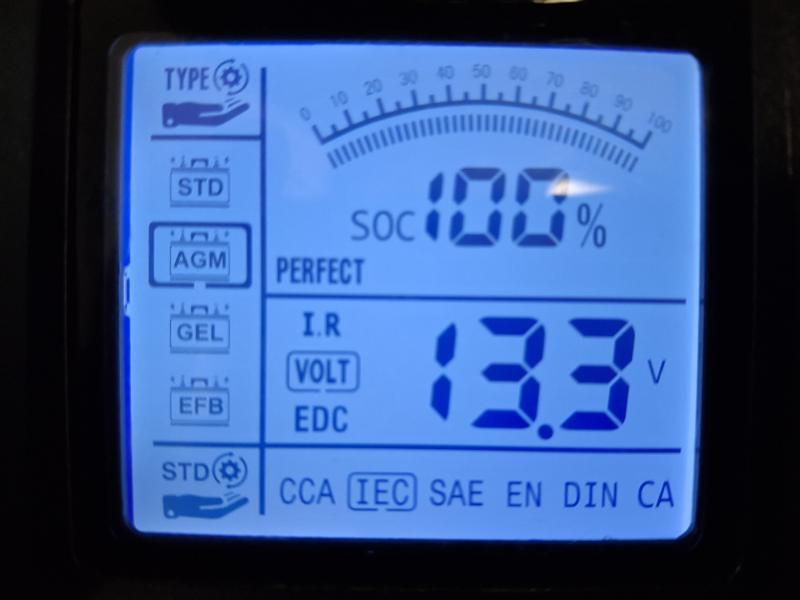 TYPE
0 10 20 30 40 50 60 70 80 90 100
STD
SOC 100%
AGM
PERFECT
GEL
I.R
VOLT
13.3 V
EFB
EDC
STD
CCA IEC SAE EN DIN CA